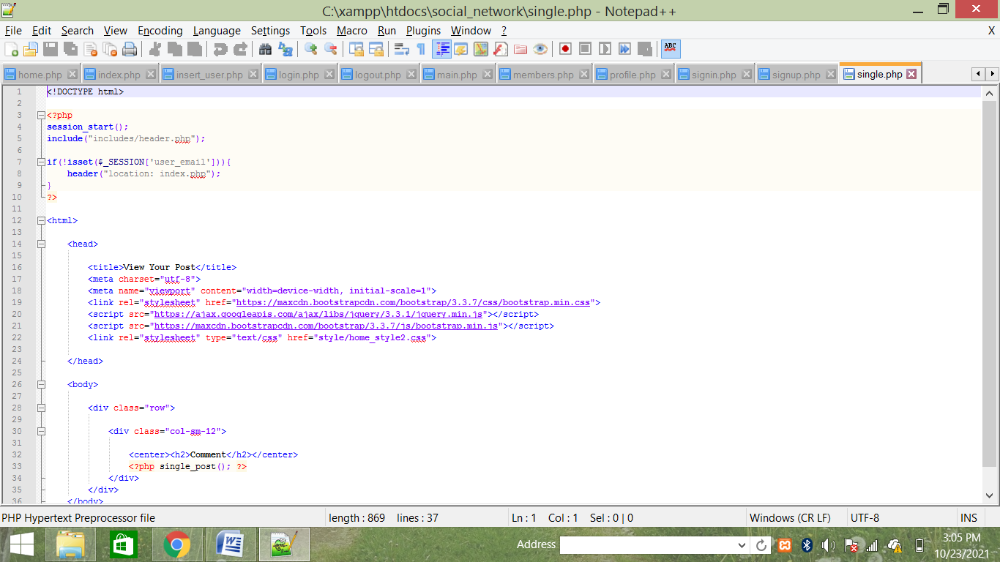 C:\xampp\htdocs\social_network\single.php - Notepad++
File Edit Search View Encoding Language Settings Tools Macro Run Plugins Window ? X
ABC
home.php index.php insert_user.php login.php logout.php main.php members.php profile.php signin.php signup.php single.php
1 <!DOCTYPE html>
2
3 <?php
4 session_start();
5 include("includes/header.php");
6
7 if(!isset($_SESSION['user_email'])){
8 header("location: index.php");
9 }
10 ?>
11
12 <html>
13
14 <head>
15
16 <title>View Your Post</title>
17 <meta charset="utf-8">
18 <meta name="viewport" content="width=device-width, initial-scale=1">
19 <link rel="stylesheet" href="https://maxcdn.bootstrapcdn.com/bootstrap/3.3.7/css/bootstrap.min.css">
20 <script src="https://ajax.googleapis.com/ajax/libs/jquery/3.3.1/jquery.min.js"></script>
21 <script src="https://maxcdn.bootstrapcdn.com/bootstrap/3.3.7/js/bootstrap.min.js"></script>
22 <link rel="stylesheet" type="text/css" href="style/home_style2.css">
23
24 </head>
25
26 <body>
27
28 <div class="row">
29
30 <div class="col-sm-12">
31
32 <center><h2>Comment</h2></center>
33 <?php single_post(); ?>
34 </div>
35 </div>
36 </body>
PHP Hypertext Preprocessor file length : 869 lines : 37 Ln : 1 Col : 1 Sel : 0 | 0 Windows (CR LF) UTF-8 INS
Address
3:05 PM
10/23/2021